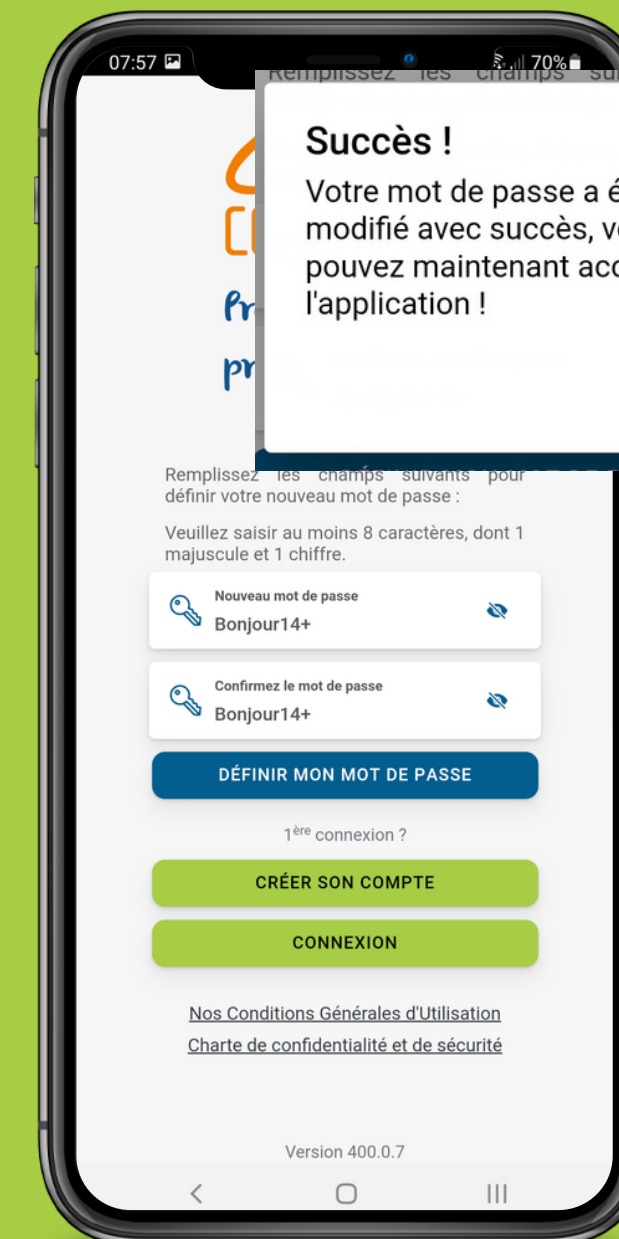 07:57
70%
Remplissez les champs
Succès !
Votre mot de passe a
modifié avec succès,
pouvez maintenant
l'application !
Remplissez les champs suivants pour
définir votre nouveau mot de passe :
Veuillez saisir au moins 8 caractères, dont 1
majuscule et 1 chiffre.
Nouveau mot de passe
Bonjour14+
Confirmez le mot de passe
Bonjour14+
DÉFINIR MON MOT DE PASSE
1ère connexion ?
CRÉER SON COMPTE
CONNEXION
Nos Conditions Générales d'Utilisation
Charte de confidentialité et de sécurité
Version 400.0.7